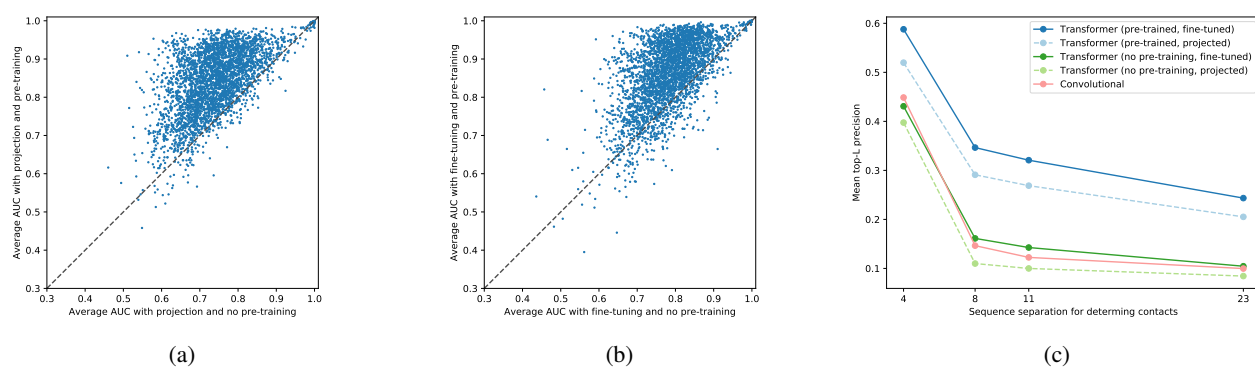 1.0
0.9
0.8
0.7
0.6
0.5
0.4
0.3
Average AUC with projection and pre-training
0.3 0.4 0.5 0.6 0.7 0.8 0.9 1.0
Average AUC with projection and no pre-training
(a)
1.0
0.9
0.8
0.7
0.6
0.5
0.4
0.3
Average AUC with fine-tuning and pre-training
0.3 0.4 0.5 0.6 0.7 0.8 0.9 1.0
Average AUC with fine-tuning and no pre-training
(b)
0.6
0.5
0.4
0.3
0.2
0.1
Mean top-L precision
Transformer (pre-trained, fine-tuned)
Transformer (pre-trained, projected)
Transformer (no pre-training, fine-tuned)
Transformer (no pre-training, projected)
Convolutional
4 8 11 23
Sequence separation for determing contacts
(c)